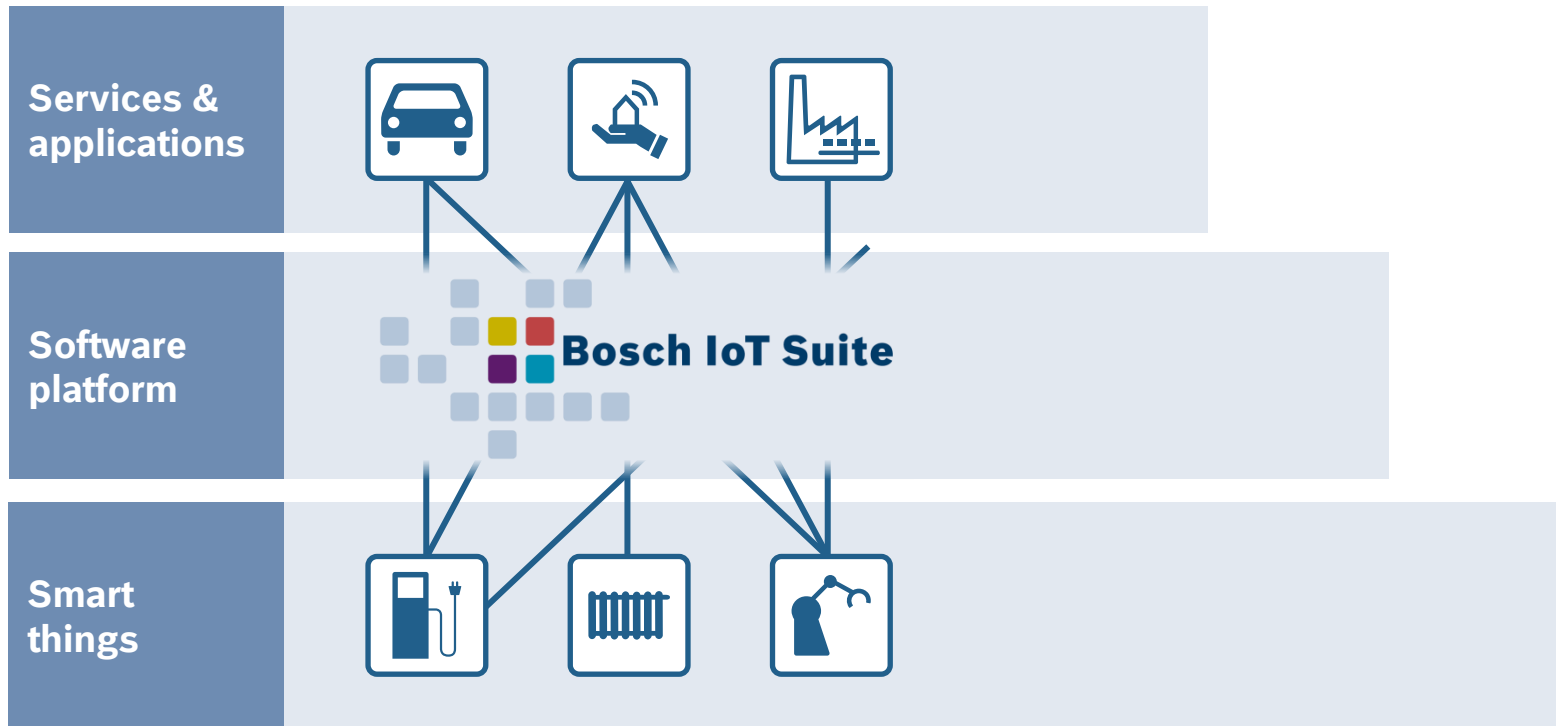 Services &
applications
Software
platform
Bosch IoT Suite
Smart
things